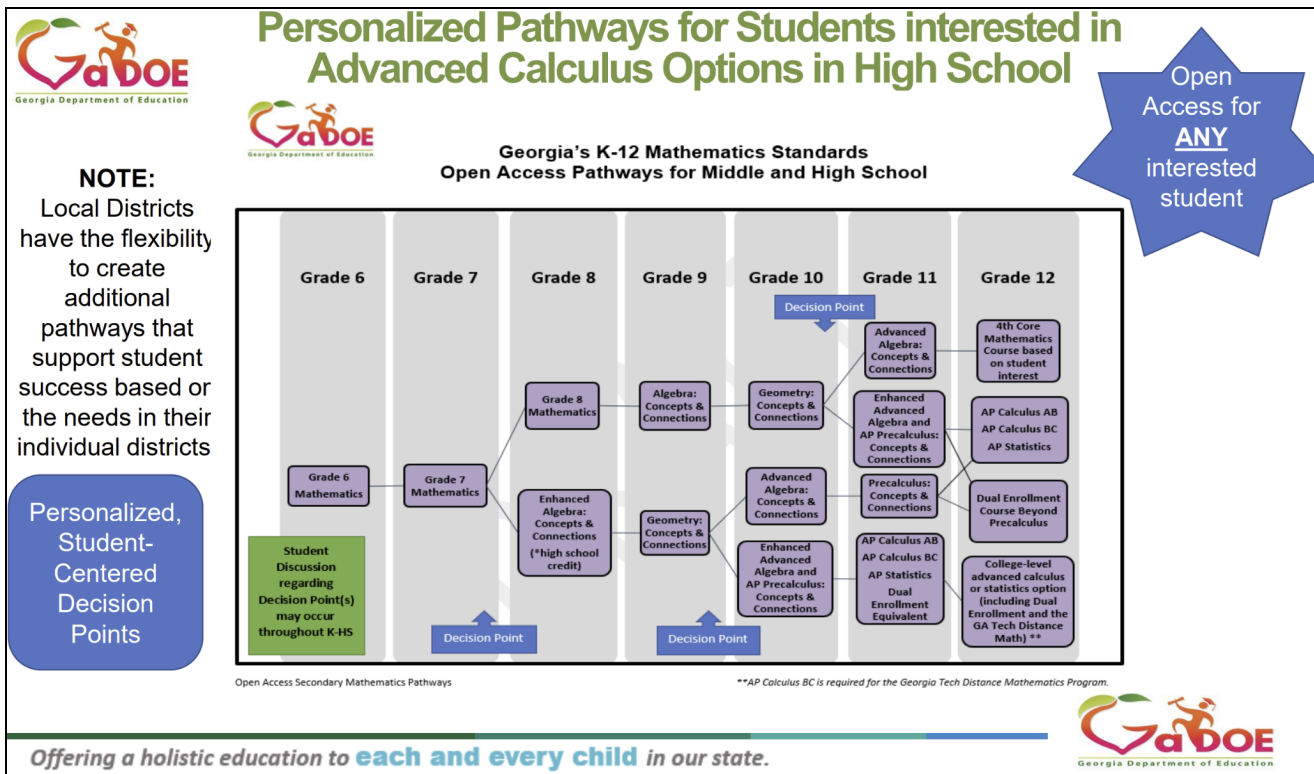 GaDOE
Georgia Department of Education
Personalized Pathways for Students interested in
Advanced Calculus Options in High School
Open
Access for
ANY
interested
student
GaDOE
Georgia Department of Education
Georgia's K-12 Mathematics Standards
Open Access Pathways for Middle and High School
NOTE:
Local Districts
have the flexibility
to create
additional
pathways that
support student
success based on
the needs in their
individual districts
Personalized,
Student-
Centered
Decision
Points
Grade 6
Grade 7
Grade 8
Grade 9
Grade 10
Grade 11
Grade 12
Decision Point
Grade 6
Mathematics
Student
Discussion
regarding
Decision Point(s)
may occur
throughout K-HS
Grade 7
Mathematics
Decision Point
Grade 8
Mathematics
Enhanced
Algebra:
Concepts &
Connections
(*high school
credit)
Algebra:
Concepts &
Connections
Geometry:
Concepts &
Connections
Decision Point
Geometry:
Concepts &
Connections
Advanced
Algebra:
Concepts &
Connections
Enhanced
Advanced
Algebra and
AP Precalculus:
Concepts &
Connections
Advanced
Algebra:
Concepts &
Connections
Enhanced
Advanced
Algebra and
AP Precalculus:
Concepts &
Connections
Precalculus:
Concepts &
Connections
AP Calculus AB
AP Calculus BC
AP Statistics
Dual
Enrollment
Equivalent
4th Core
Mathematics
Course based
on student
interest
AP Calculus AB
AP Calculus BC
AP Statistics
Dual Enrollment
Course Beyond
Precalculus
College-level
advanced calculus
or statistics option
(including Dual
Enrollment and the
GA Tech Distance
Math) **
Open Access Secondary Mathematics Pathways
**AP Calculus BC is required for the Georgia Tech Distance Mathematics Program.
Offering a holistic education to each and every child in our state.
GaDOE
Georgia Department of Education